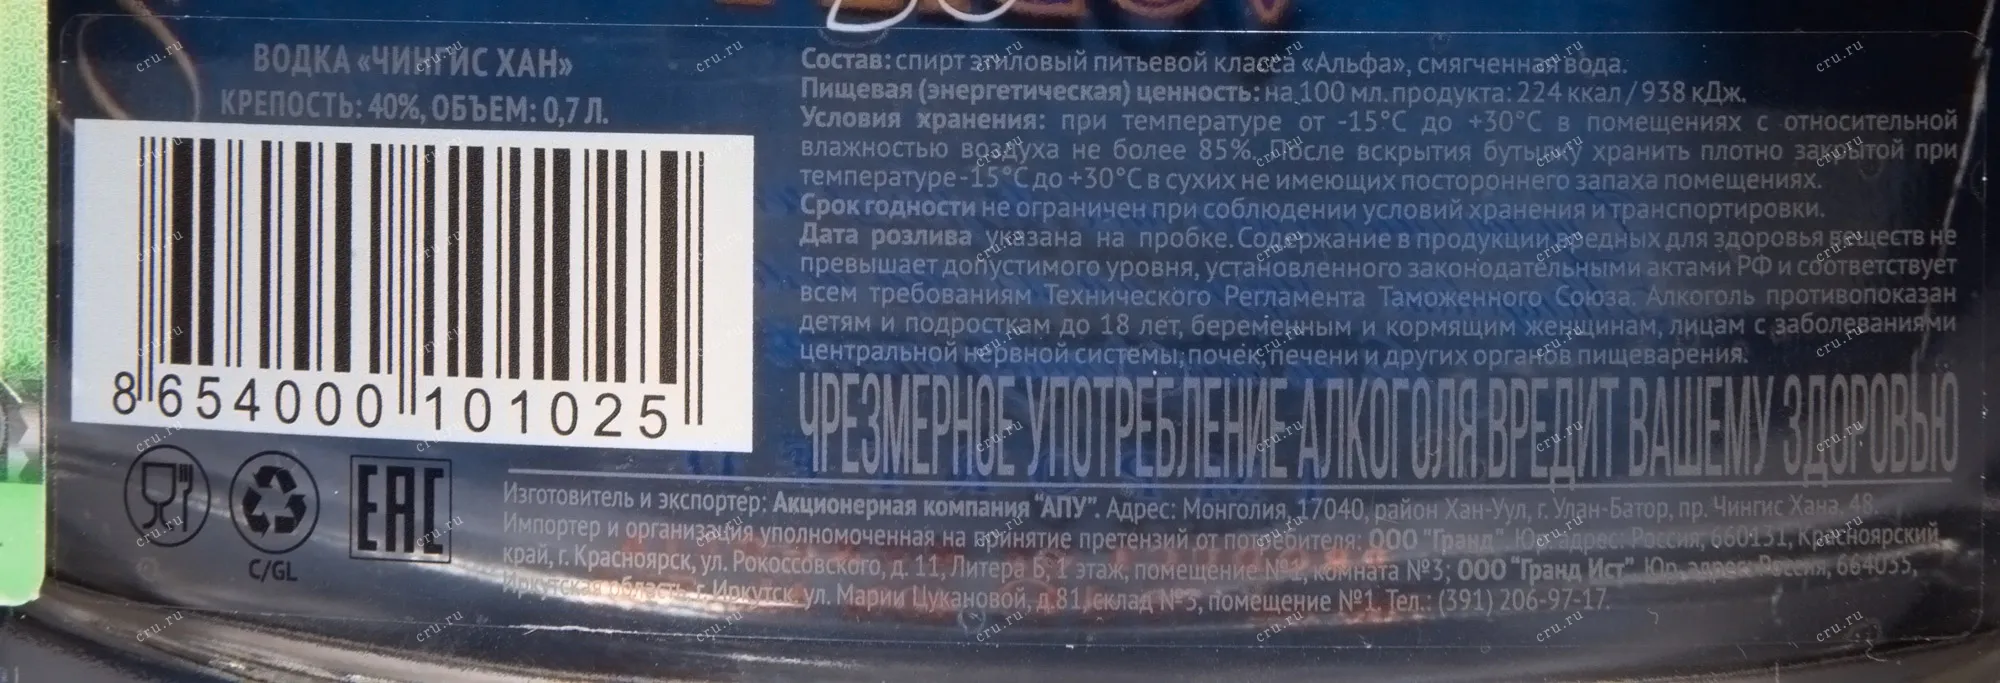 ВОДКА «ЧИНГИС ХАН»
КРЕПОСТЬ: 40%, ОБЪЕМ: 0,7 Л.
8 654000 101025
C/GL
EAC
Состав: спирт этиловый питьевой класса «Альфа», смягченная вода.
Пищевая (энергетическая) ценность: на 100 мл. продукта: 224 ккал / 938 кДж.
Условия хранения: при температуре от -15°С до +30°С в помещениях с относительной
влажностью воздуха не более 85%. После вскрытия бутылку хранить плотно закрытой при
температуре -15°С до +30°С в сухих не имеющих постороннего запаха помещениях.
Срок годности не ограничен при соблюдении условий хранения и транспортировки.
Дата розлива указана на пробке. Содержание в продукции вредных для здоровья веществ не
превышает допустимого уровня, установленного законодательными актами РФ и соответствует
всем требованиям Технического Регламента Таможенного Союза. Алкоголь противопоказан
детям и подросткам до 18 лет, беременным и кормящим женщинам, лицам с заболеваниями
центральной нервной системы, почек, печени и других органов пищеварения.
ЧРЕЗМЕРНОЕ УПОТРЕБЛЕНИЕ АЛКОГОЛЯ ВРЕДИТ ВАШЕМУ ЗДОРОВЬЮ
Изготовитель и экспортер: Акционерная компания "АПУ". Адрес: Монголия, 17040, район Хан-Уул, г. Улан-Батор, пр. Чингис Хана, 48.
Импортер и организация уполномоченная на принятие претензий от потребителя: ООО "Гранд". Юр. адрес: Россия, 660131, Красноярский
край, г. Красноярск, ул. Рокоссовского, д. 11, Литера Б, 1 этаж, помещение №1, комната №3; ООО "Гранд Ист". Юр. адрес: Россия, 664055,
Иркутская область, г. Иркутск, ул. Марии Цукановой, д.81, склад №5, помещение №1. Тел.: (391) 206-97-17.
cru.ru